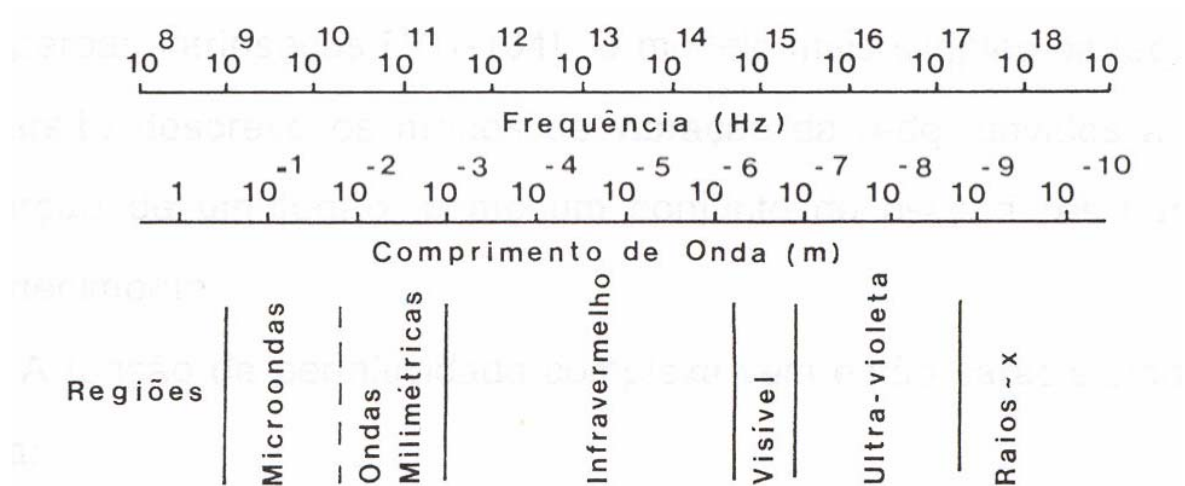 8 9 10 11 12 13 14 15 16 17 18
10 10 10 10 10 10 10 10 10 10 10 10
Frequência (Hz)
-1 -2 -3 -4 -5 -6 -7 -8 -9 -10
1 10 10 10 10 10 10 10 10 10
Comprimento de Onda (m)
Regiões
Microondas
Ondas
Milimétricas
Infravermelho
Visível
Ultra-violeta
Raios-x